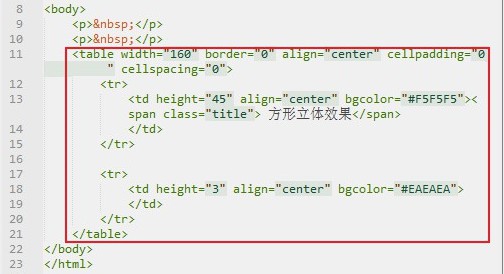 8 <body>
9 <p>&nbsp;</p>
10 <p>&nbsp;</p>
11 <table width="160" border="0" align="center" cellpadding="0
" cellspacing="0">
12 <tr>
13 <td height="45" align="center" bgcolor="#F5F5F5"><
span class="title"> 方形立体效果</span>
14 </td>
15 </tr>
16
17 <tr>
18 <td height="3" align="center" bgcolor="#EAEAEA">
19 </td>
20 </tr>
21 </table>
22 </body>
23 </html>